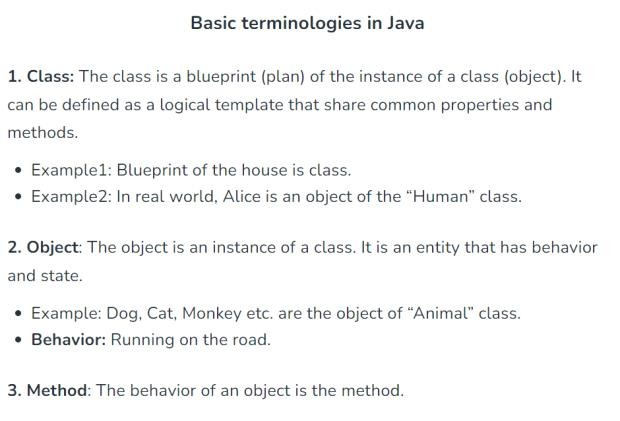 Basic terminologies in Java
1. Class: The class is a blueprint (plan) of the instance of a class (object). It
can be defined as a logical template that share common properties and
methods.
• Example1: Blueprint of the house is class.
• Example2: In real world, Alice is an object of the “Human” class.
2. Object: The object is an instance of a class. It is an entity that has behavior
and state.
• Example: Dog, Cat, Monkey etc. are the object of “Animal” class.
• Behavior: Running on the road.
3. Method: The behavior of an object is the method.